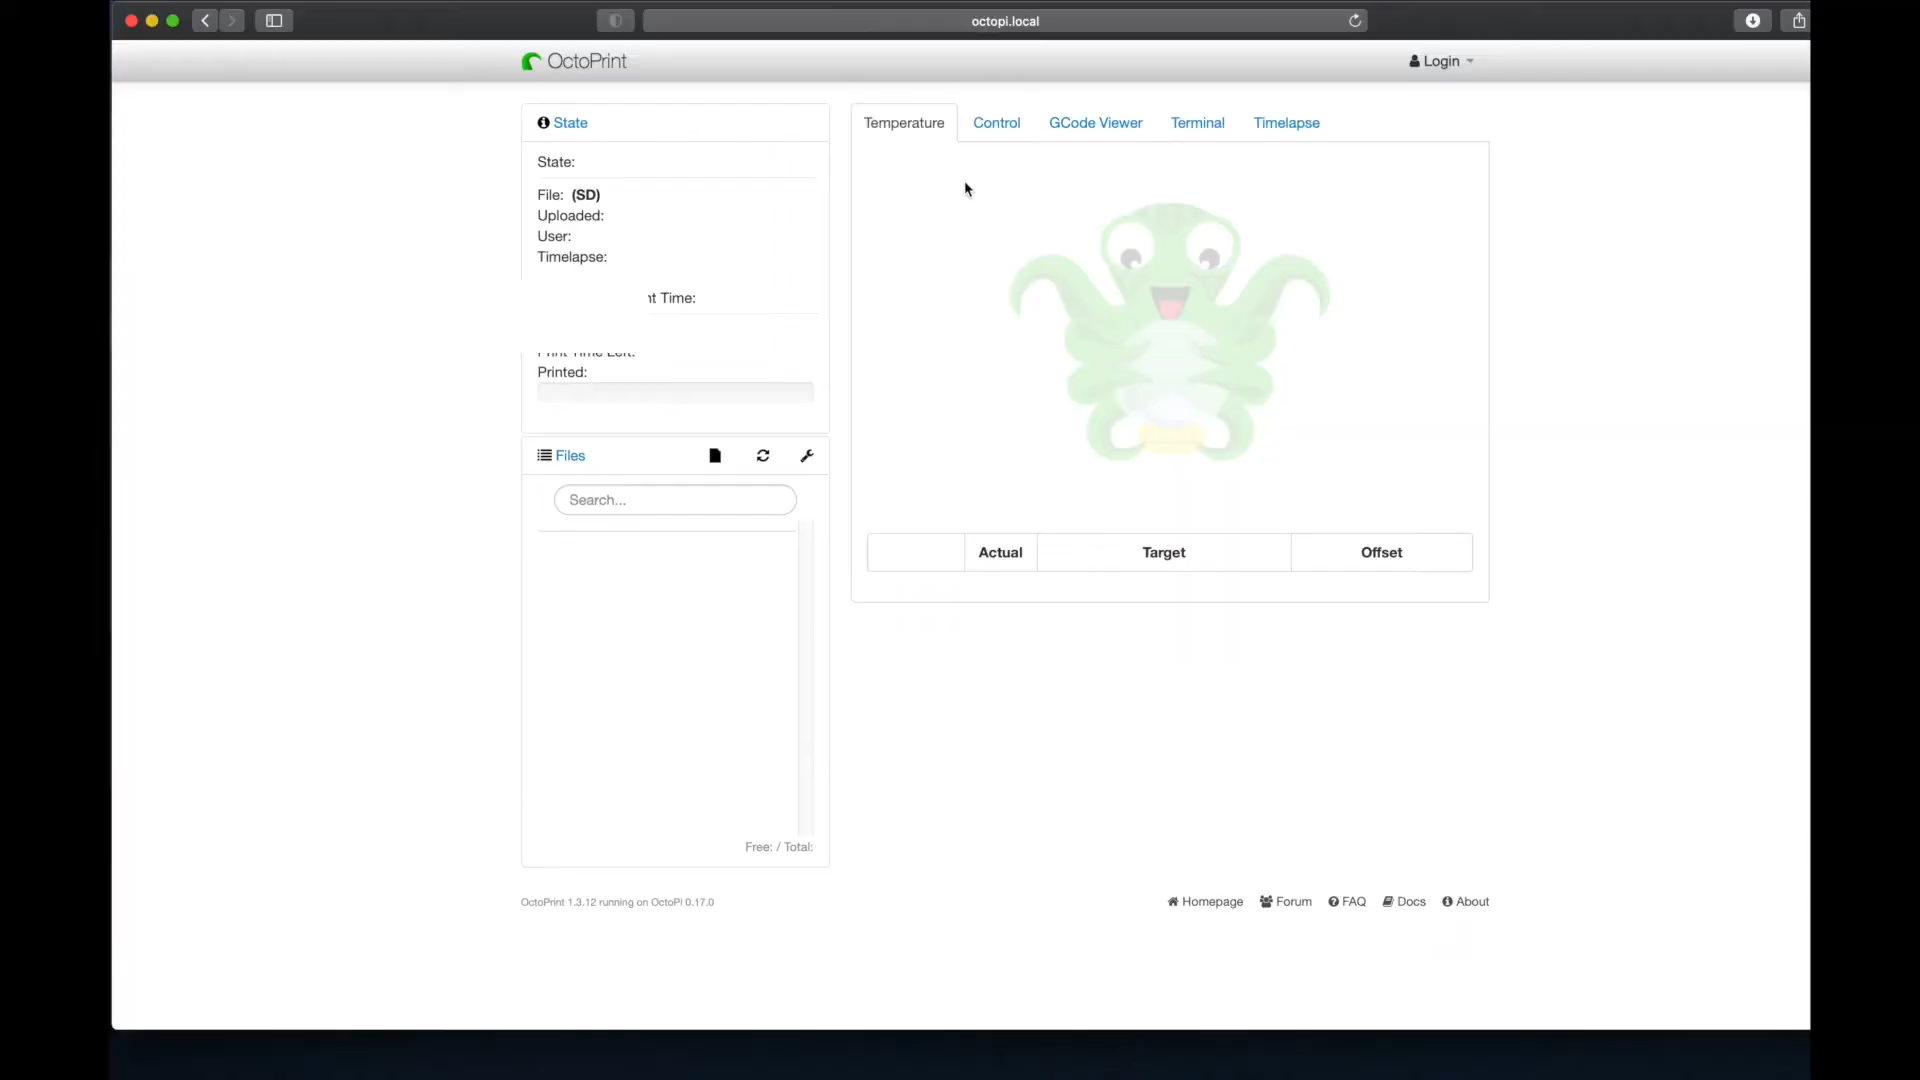 octopi.local
OctoPrint
Login
State
State:
File: (SD)
Uploaded:
User:
Timelapse:
nt Time:
Printed:
Files
Search...
Free: / Total:
Temperature
Control
GCode Viewer
Terminal
Timelapse
Actual
Target
Offset
OctoPrint 1.3.12 running on OctoPi 0.17.0
Homepage
Forum
FAQ
Docs
About